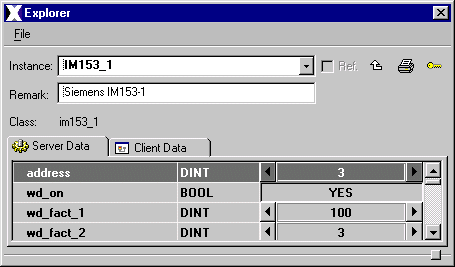 Explorer
File
Instance: IM153_1 Ref.
Remark: Siemens IM153-1
Class: im153_1
Server Data Client Data
address DINT 3
wd_on BOOL YES
wd_fact_1 DINT 100
wd_fact_2 DINT 3